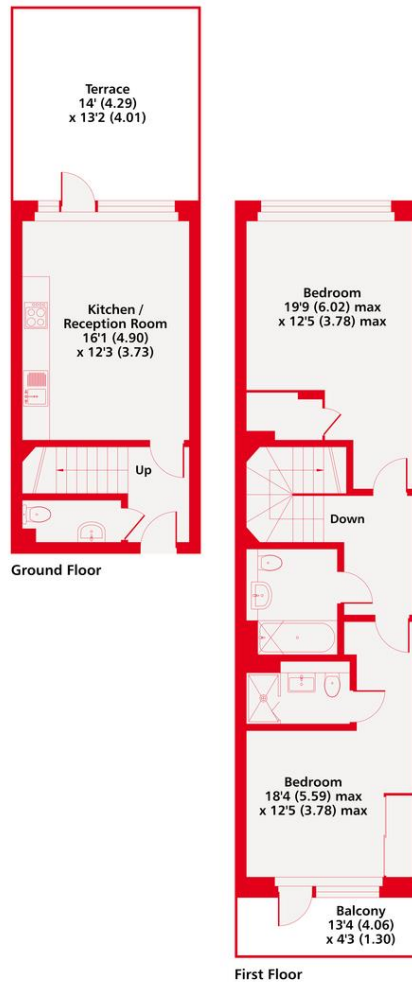 Terrace
14' (4.29)
x 13'2 (4.01)
Kitchen /
Reception Room
16'1 (4.90)
x 12'3 (3.73)
Up
Ground Floor
Bedroom
19'9 (6.02) max
x 12'5 (3.78) max
Down
Bedroom
18'4 (5.59) max
x 12'5 (3.78) max
Balcony
13'4 (4.06)
x 4'3 (1.30)
First Floor